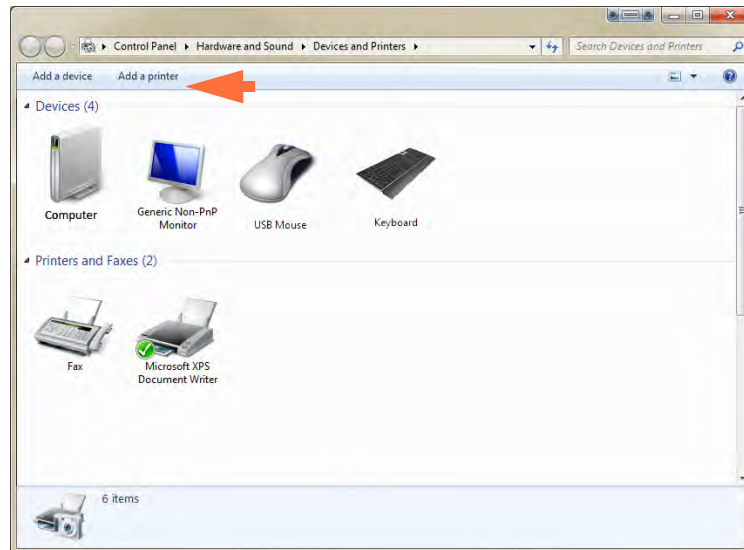 Control Panel ▸ Hardware and Sound ▸ Devices and Printers ▸
Search Devices and Printers
Add a device Add a printer
Devices (4)
Computer
Generic Non-PnP
Monitor
USB Mouse
Keyboard
Printers and Faxes (2)
Fax
Microsoft XPS
Document Writer
6 items